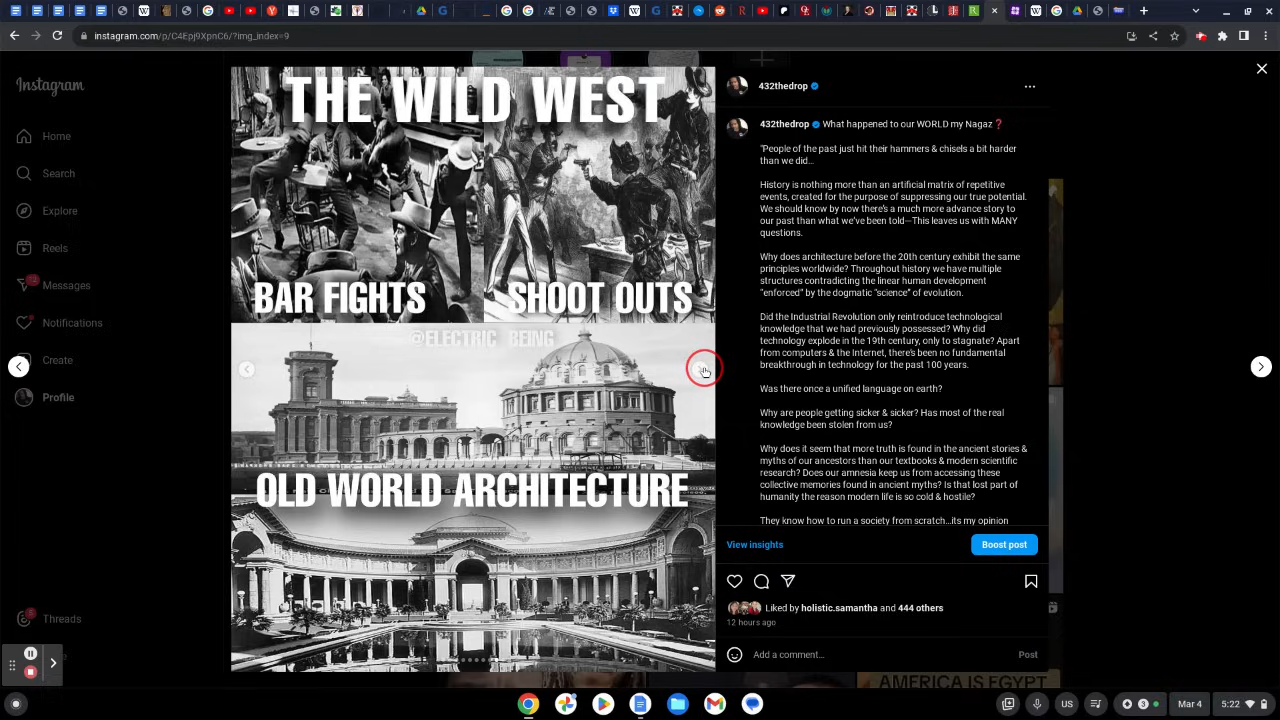 instagram.com/p/C4Epj9XpnC6/?img_index=9
Instagram
Home
Search
Explore
Reels
Messages
Notifications
Create
Profile
Threads
THE WILD WEST
BAR FIGHTS
SHOOT OUTS
@ELECTRIC BEING
OLD WORLD ARCHITECTURE
432thedrop
432thedrop What happened to our WORLD my Nagaz❓
"People of the past just hit their hammers & chisels a bit harder
than we did…
History is nothing more than an artificial matrix of repetitive
events, created for the purpose of suppressing our true potential.
We should know by now there's a much more advance story to
our past than what we've been told—This leaves us with MANY
questions.
Why does architecture before the 20th century exhibit the same
principles worldwide? Throughout history we have multiple
structures contradicting the linear human development
"enforced" by the dogmatic "science" of evolution.
Did the Industrial Revolution only reintroduce technological
knowledge that we had previously possessed? Why did
technology explode in the 19th century, only to stagnate? Apart
from computers & the Internet, there's been no fundamental
breakthrough in technology for the past 100 years.
Was there once a unified language on earth?
Why are people getting sicker & sicker? Has most of the real
knowledge been stolen from us?
Why does it seem that more truth is found in the ancient stories &
myths of our ancestors than our textbooks & modern scientific
research? Does our amnesia keep us from accessing these
collective memories found in ancient myths? Is that lost part of
humanity the reason modern life is so cold & hostile?
They know how to run a society from scratch…its my opinion
View insights
Boost post
Liked by holistic.samantha and 444 others
12 hours ago
Add a comment…
Post
AMERICA IS EGYPT
US
3
Mar 4
5:22